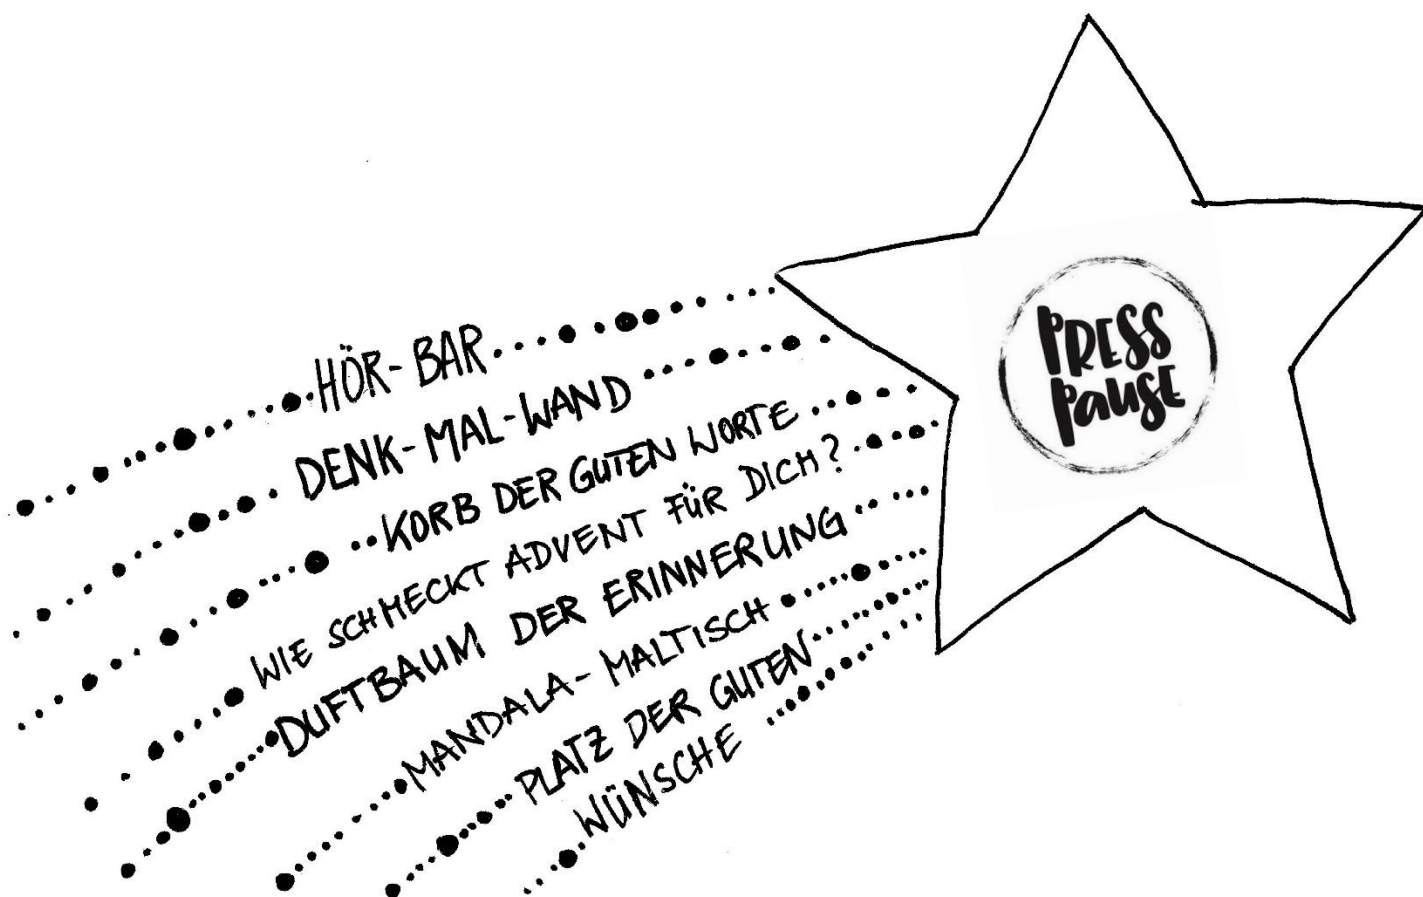 HÖR-BAR
DENK-MAL-WAND
KORB DER GUTEN WORTE
WIE SCHMECKT ADVENT FÜR DICH?
DUFTBAUM DER ERINNERUNG
MANDALA-MALTISCH
PLATZ DER GUTEN
WÜNSCHE
PRESS
PAUSE